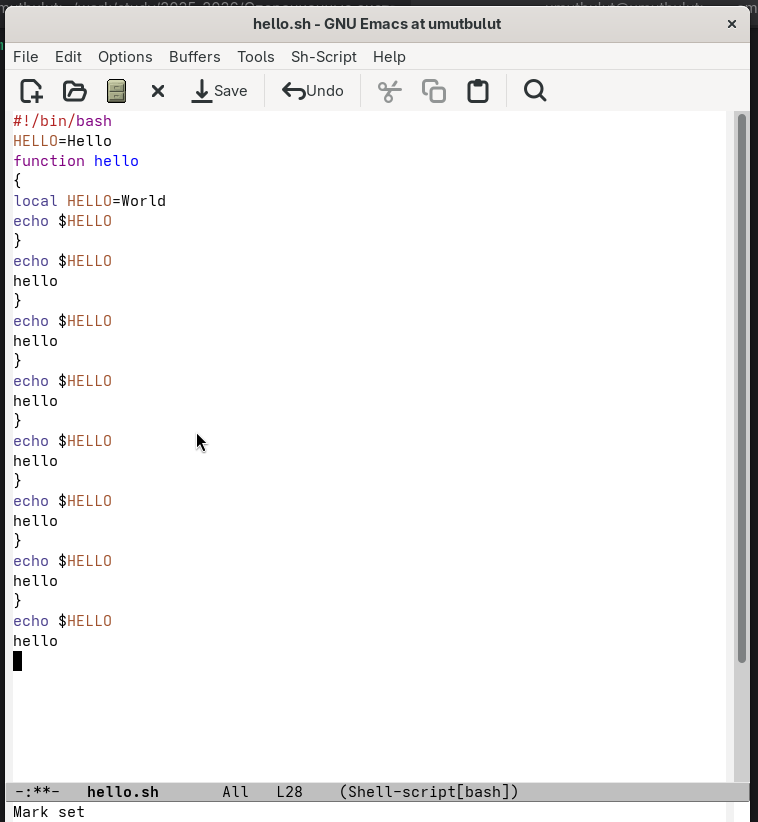 hello.sh - GNU Emacs at umutbulut
File Edit Options Buffers Tools Sh-Script Help
Save Undo
#!/bin/bash
HELLO=Hello
function hello
{
local HELLO=World
echo $HELLO
}
echo $HELLO
hello
}
echo $HELLO
hello
}
echo $HELLO
hello
}
echo $HELLO
hello
}
echo $HELLO
hello
}
echo $HELLO
hello
}
echo $HELLO
hello
-:**- hello.sh All L28 (Shell-script[bash])
Mark set